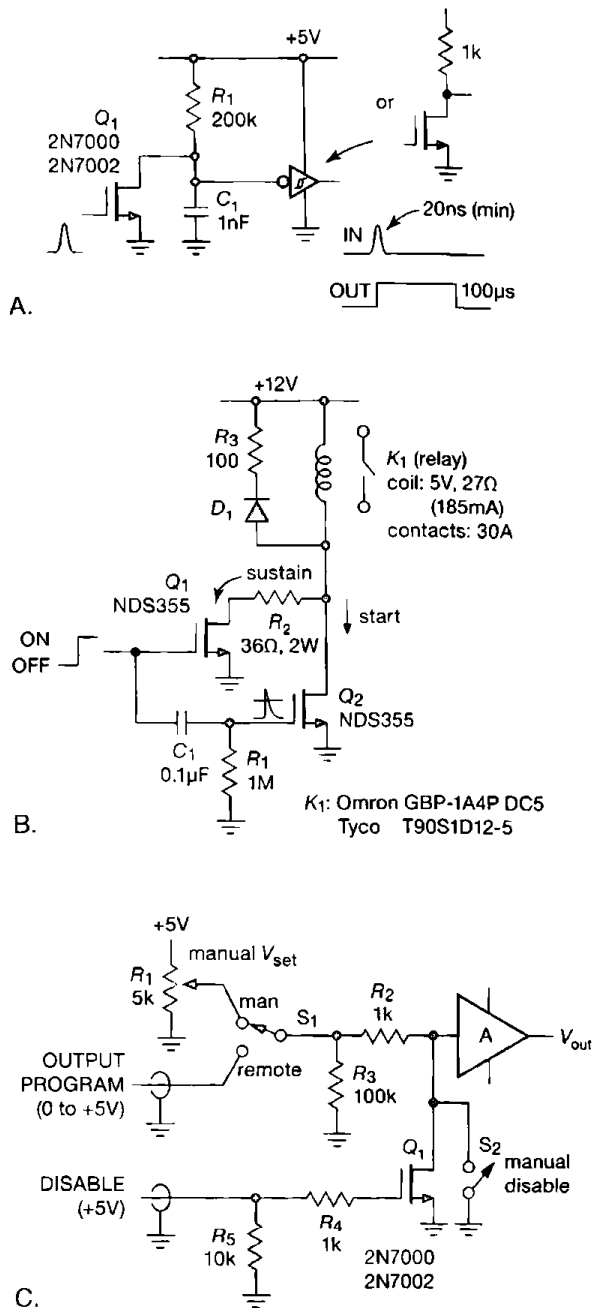 +5V
R1
200k
1k
or
Q1
2N7000
2N7002
C1
1nF
20ns (min)
IN
OUT
100µs
A.
+12V
R3
100
D1
K1 (relay)
coil: 5V, 27Ω
(185mA)
contacts: 30A
Q1
NDS355
sustain
R2
36Ω, 2W
start
ON
OFF
Q2
NDS355
C1
0.1µF
R1
1M
K1: Omron GBP-1A4P DC5
Tyco T90S1D12-5
B.
+5V
manual Vset
R1
5k
man
S1
R2
1k
A
Vout
OUTPUT
PROGRAM
(0 to +5V)
remote
R3
100k
Q1
S2
manual
disable
DISABLE
(+5V)
R5
10k
R4
1k
2N7000
2N7002
C.